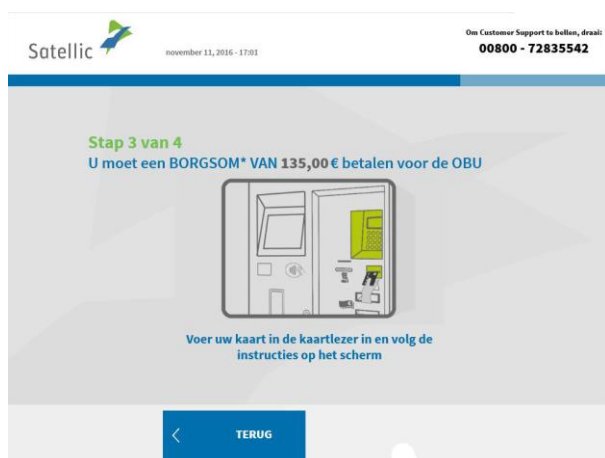 Satellic
november 11, 2016 - 17:01
Om Customer Support te bellen, draai:
00800 - 72835542
Stap 3 van 4
U moet een BORGSOM* VAN 135,00 € betalen voor de OBU
Voer uw kaart in de kaartlezer in en volg de
instructies op het scherm
TERUG